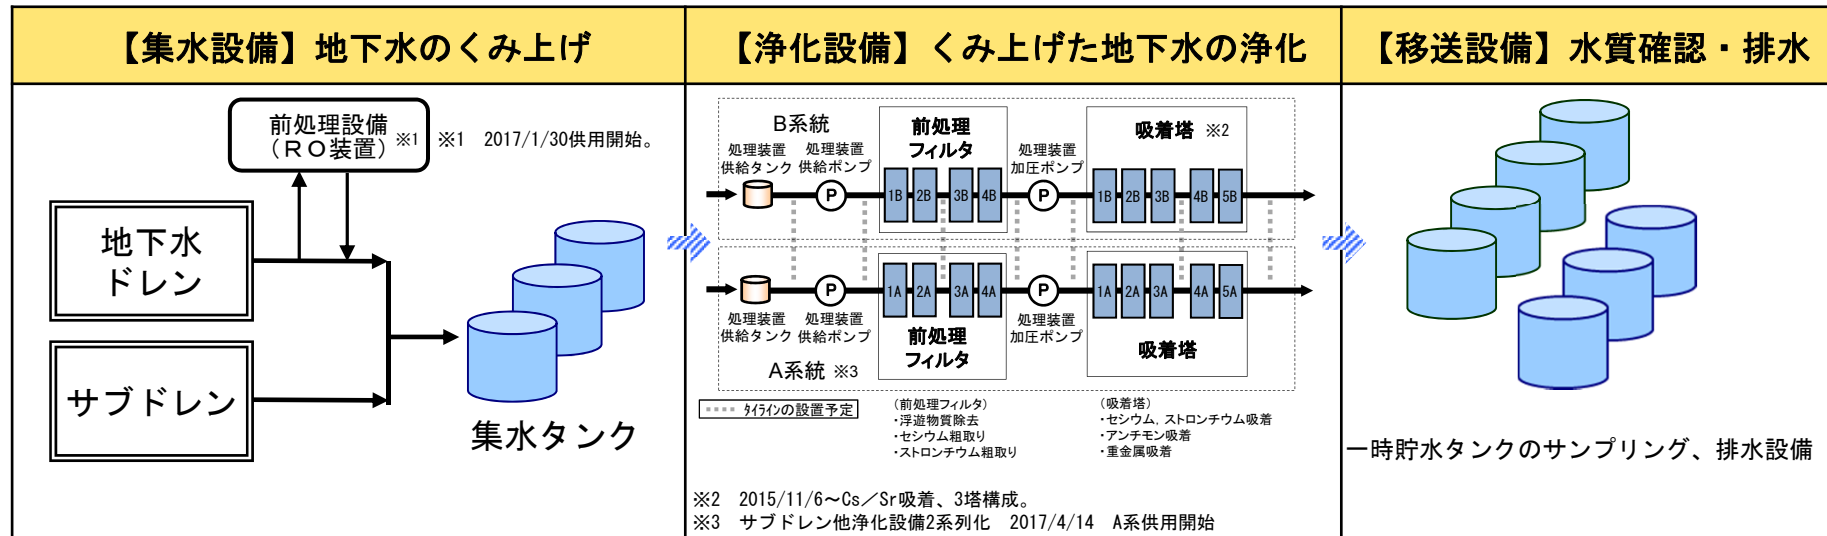 【集水設備】地下水のくみ上げ
前処理設備
（ＲＯ装置）※1
※1　2017/1/30供用開始。
地下水
ドレン
サブドレン
集水タンク
【浄化設備】くみ上げた地下水の浄化
B系統
処理装置
供給タンク
処理装置
供給ポンプ
前処理
フィルタ
処理装置
加圧ポンプ
吸着塔 ※2
P
1B 2B 3B 4B
P
1B 2B 3B 4B 5B
P
1A 2A 3A 4A
P
1A 2A 3A 4A 5A
処理装置
供給タンク
処理装置
供給ポンプ
前処理
フィルタ
処理装置
加圧ポンプ
吸着塔
A系統 ※3
ﾀｲﾗｲﾝの設置予定
（前処理フィルタ）
・浮遊物質除去
・セシウム粗取り
・ストロンチウム粗取り
（吸着塔）
・セシウム，ストロンチウム吸着
・アンチモン吸着
・重金属吸着
※2　2015/11/6～Cs／Sr吸着、3塔構成。
※3　サブドレン他浄化設備2系列化　2017/4/14　A系供用開始
【移送設備】水質確認・排水
一時貯水タンクのサンプリング、排水設備